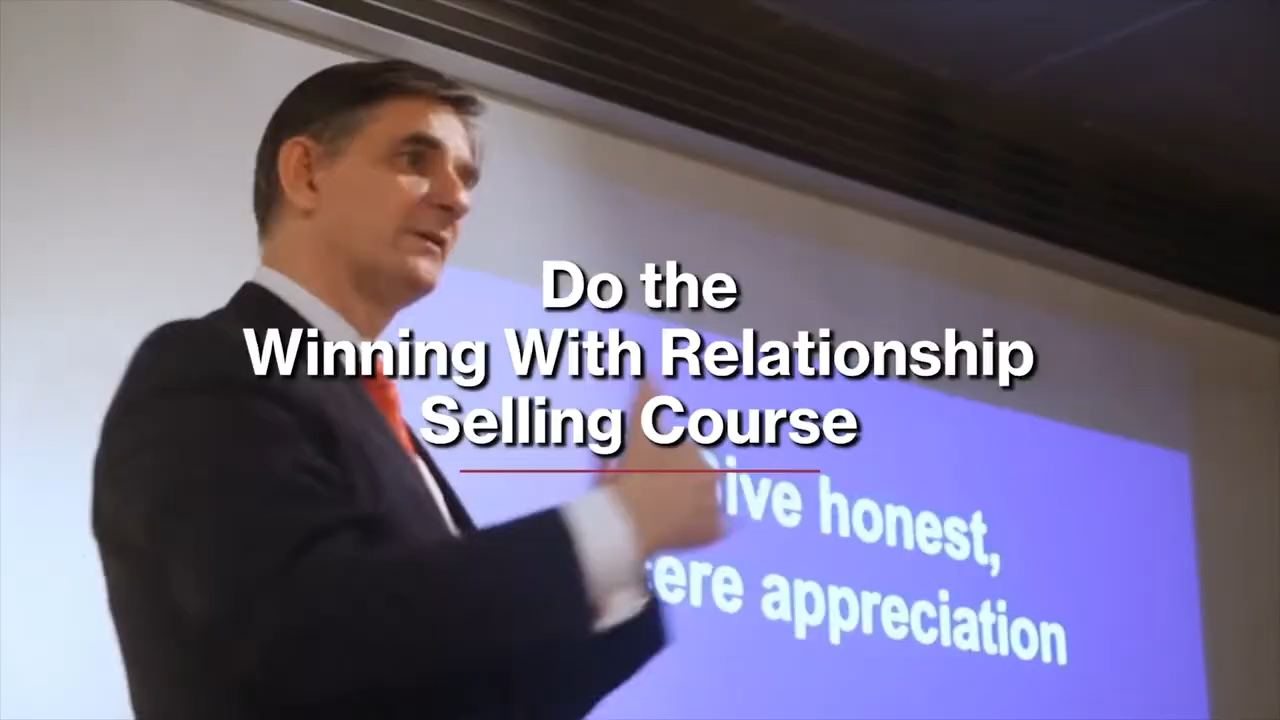 Do the
Winning With Relationship
Selling Course
honest,
appreciation